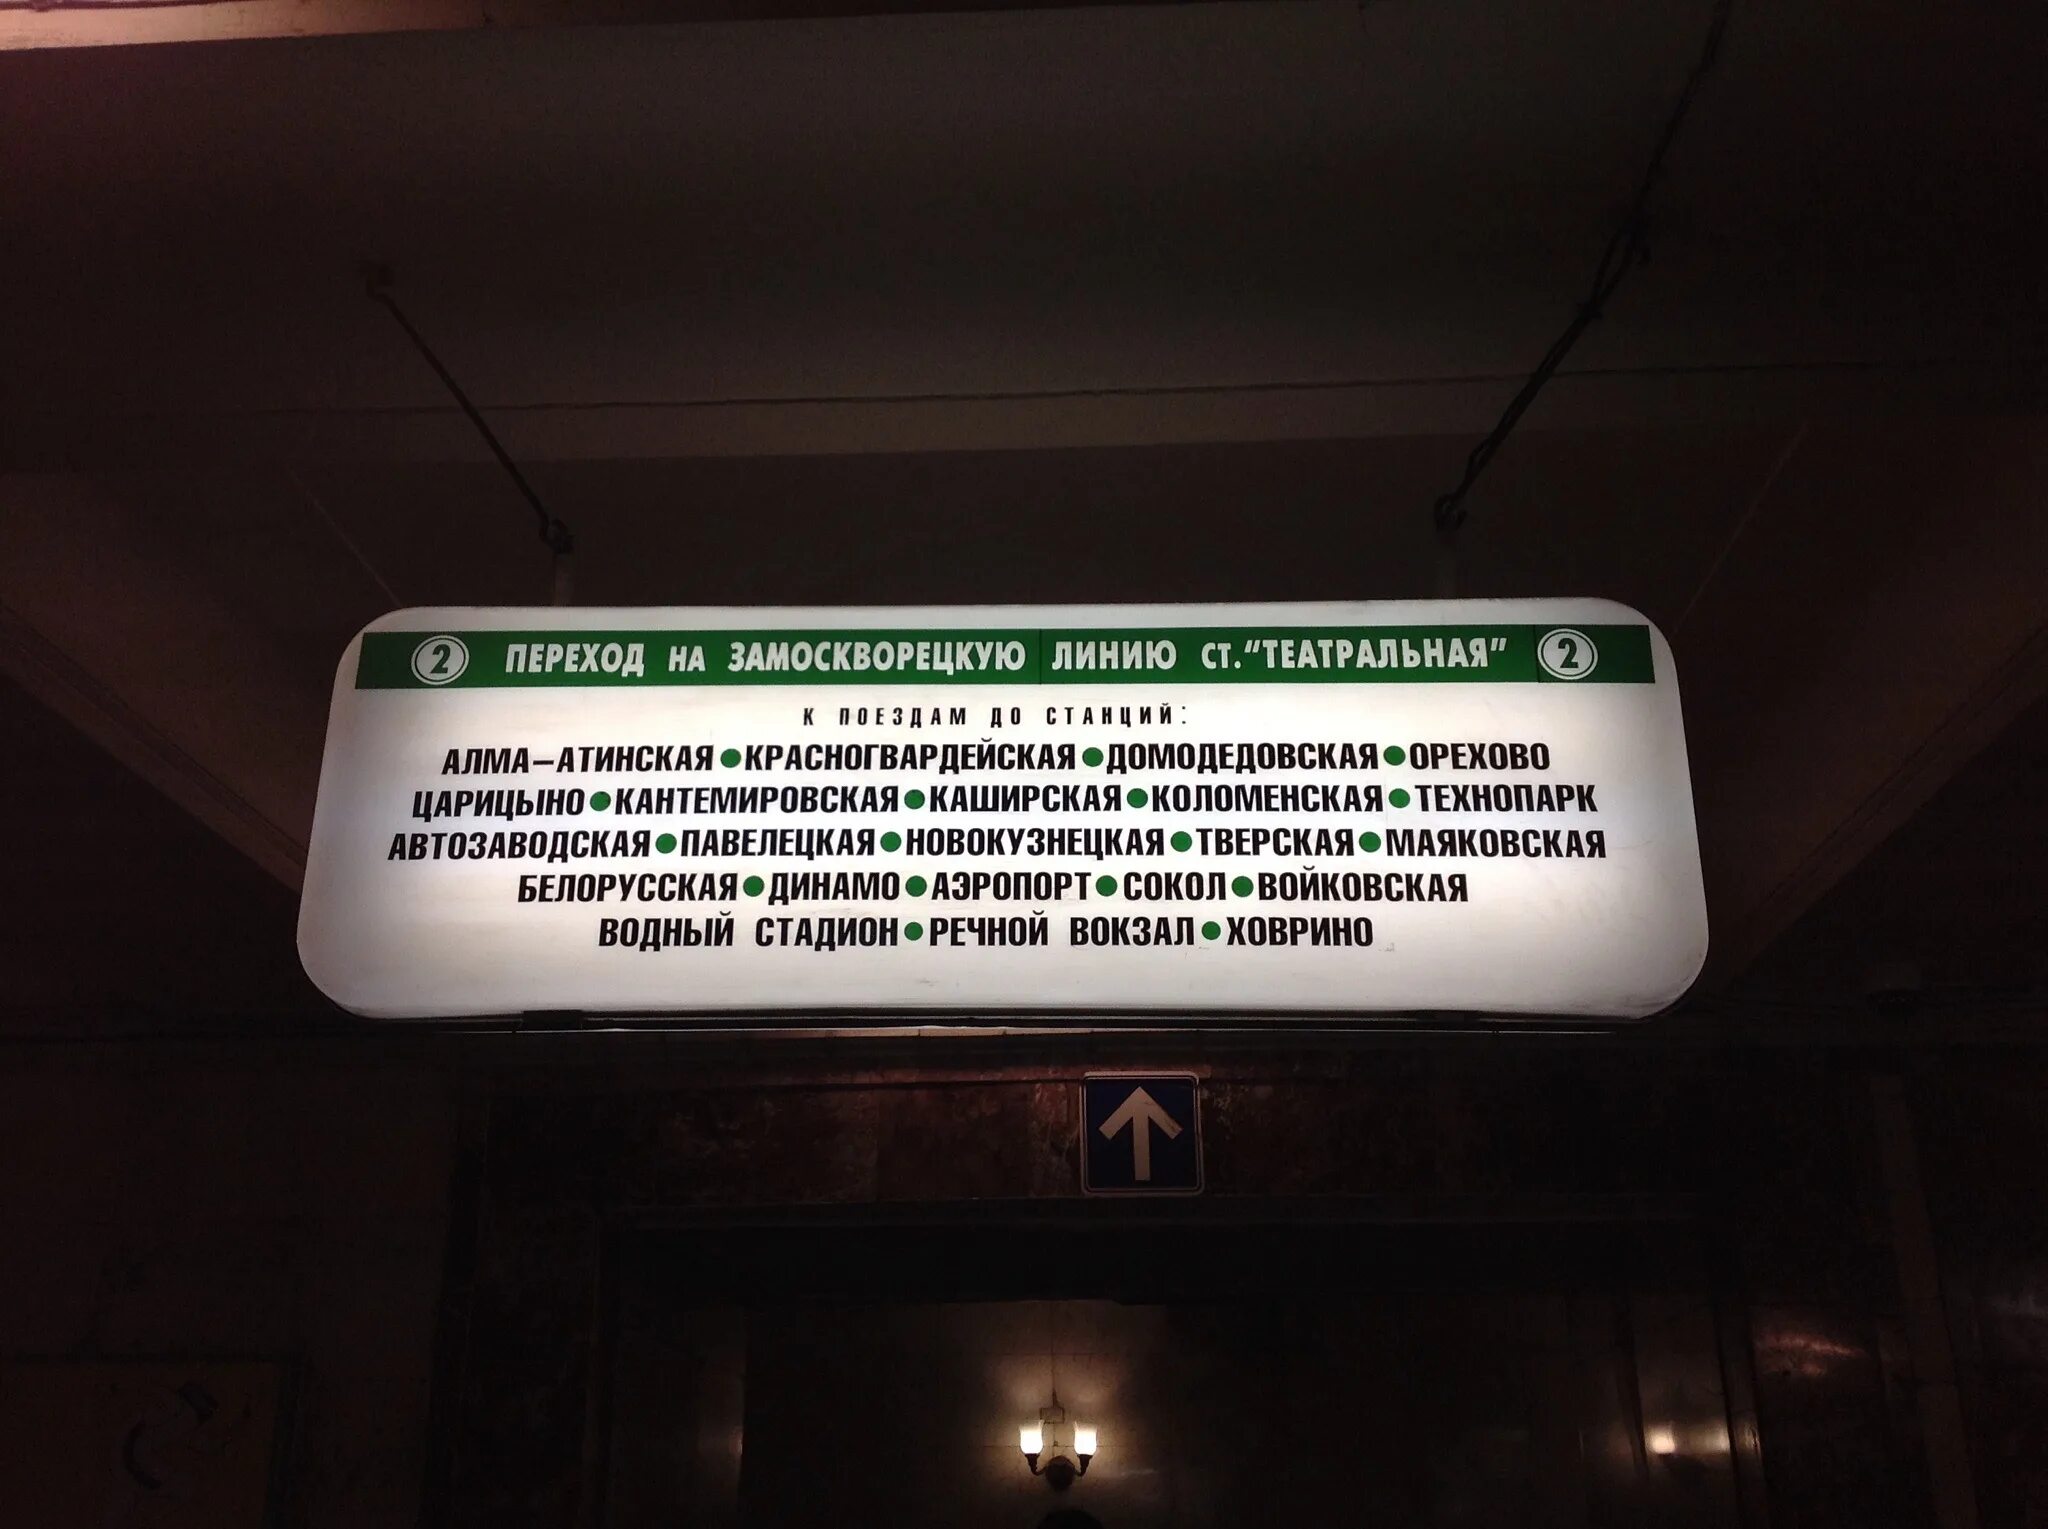 2 ПЕРЕХОД НА ЗАМОСКВОРЕЦКУЮ ЛИНИЮ СТ. "ТЕАТРАЛЬНАЯ" 2
К ПОЕЗДАМ ДО СТАНЦИЙ:
АЛМА–АТИНСКАЯ●КРАСНОГВАРДЕЙСКАЯ●ДОМОДЕДОВСКАЯ●ОРЕХОВО
ЦАРИЦЫНО●КАНТЕМИРОВСКАЯ●КАШИРСКАЯ●КОЛОМЕНСКАЯ●ТЕХНОПАРК
АВТОЗАВОДСКАЯ●ПАВЕЛЕЦКАЯ●НОВОКУЗНЕЦКАЯ●ТВЕРСКАЯ●МАЯКОВСКАЯ
БЕЛОРУССКАЯ●ДИНАМО●АЭРОПОРТ●СОКОЛ●ВОЙКОВСКАЯ
ВОДНЫЙ СТАДИОН●РЕЧНОЙ ВОКЗАЛ●ХОВРИНО